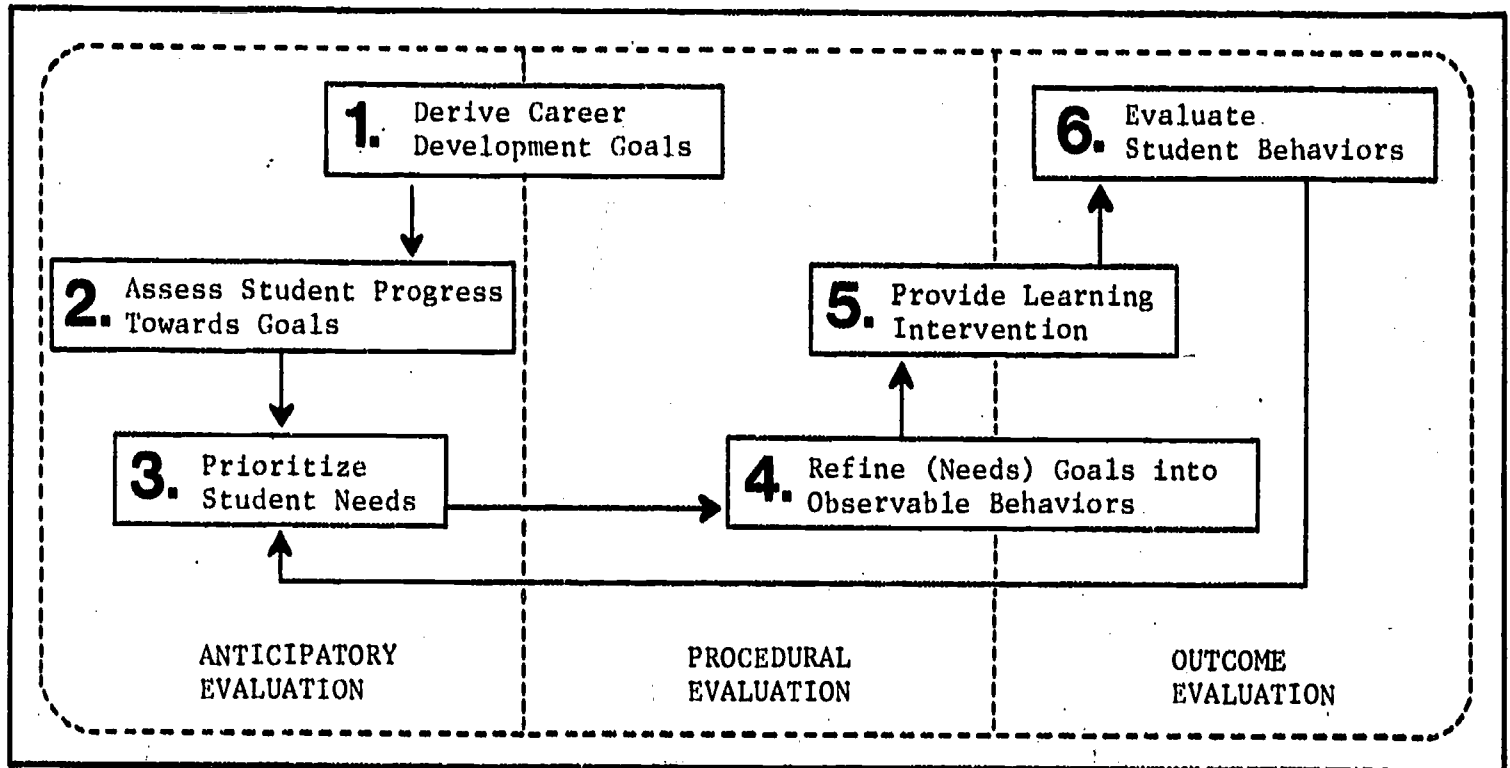 1. Derive Career
Development Goals
2. Assess Student Progress
Towards Goals
3. Prioritize
Student Needs
4. Refine (Needs) Goals into
Observable Behaviors
5. Provide Learning
Intervention
6. Evaluate
Student Behaviors
ANTICIPATORY
EVALUATION
PROCEDURAL
EVALUATION
OUTCOME
EVALUATION